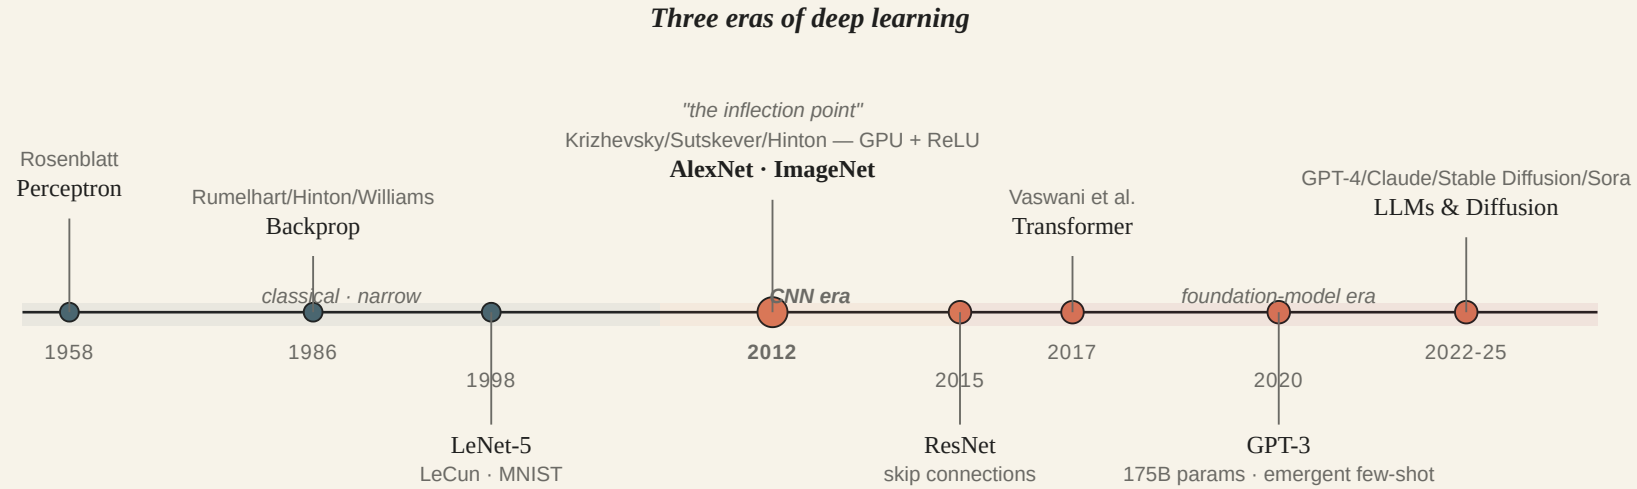 Three eras of deep learning
"the inflection point"
Krizhevsky/Sutskever/Hinton — GPU + ReLU
AlexNet · ImageNet
Rosenblatt
Perceptron
Rumelhart/Hinton/Williams
Backprop
Vaswani et al.
Transformer
GPT-4/Claude/Stable Diffusion/Sora
LLMs & Diffusion
classical · narrow
CNN era
foundation-model era
1958
1986
2012
2017
2022-25
1998
2015
2020
LeNet-5
LeCun · MNIST
ResNet
skip connections
GPT-3
175B params · emergent few-shot